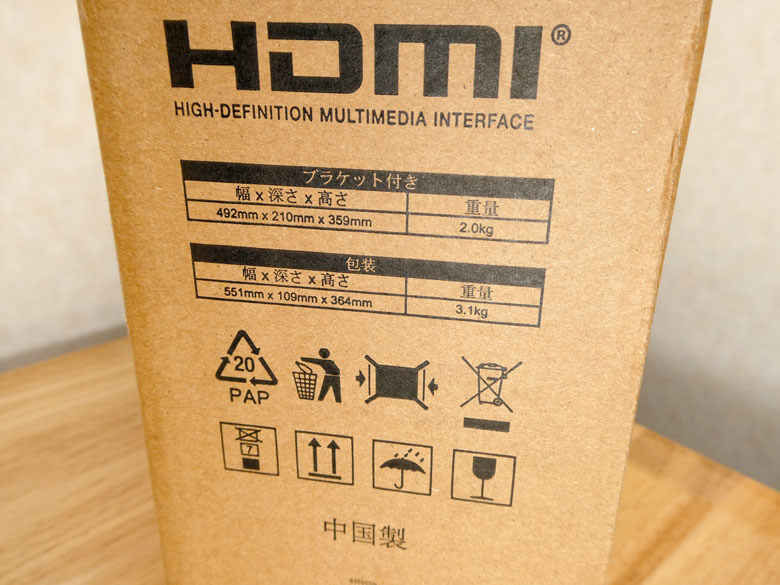 HDMI®
HIGH-DEFINITION MULTIMEDIA INTERFACE
ブラケット付き
幅 x 深さ x 高さ 重量
492mm x 210mm x 359mm 2.0kg
包装
幅 x 深さ x 高さ 重量
551mm x 109mm x 364mm 3.1kg
20
PAP
7
中国製